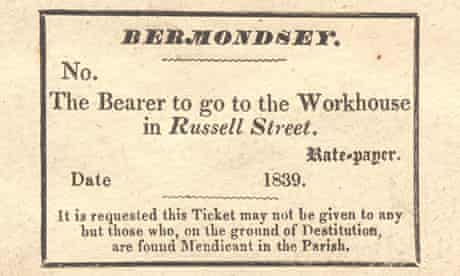 BERMONDSEY.
No.
The Bearer to go to the Workhouse
in Russell Street.
Rate-payer.
Date 1839.
It is requested this Ticket may not be given to any
but those who, on the ground of Destitution,
are found Mendicant in the Parish.